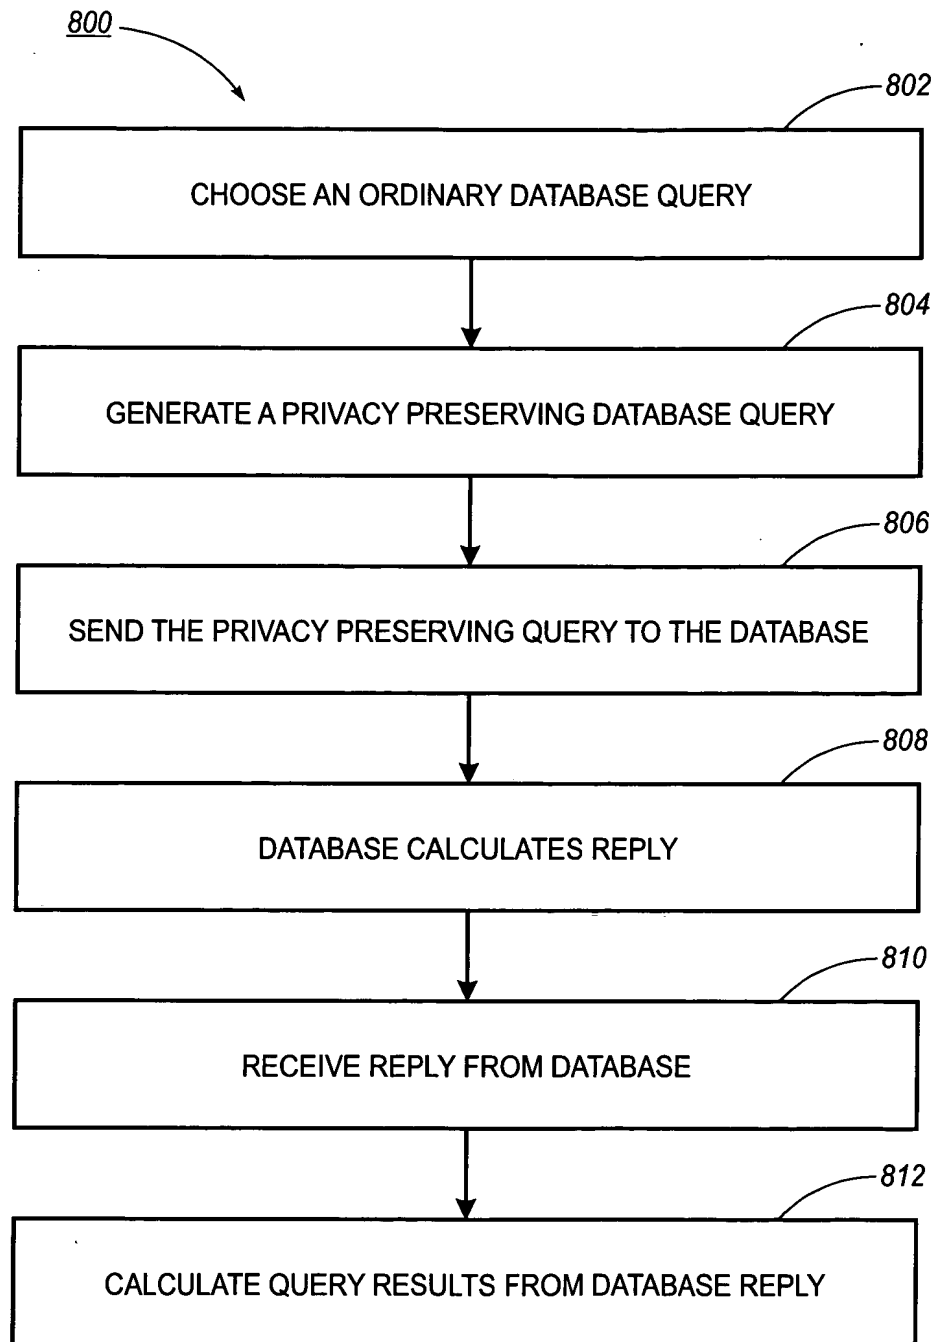 800
802
CHOOSE AN ORDINARY DATABASE QUERY
804
GENERATE A PRIVACY PRESERVING DATABASE QUERY
806
SEND THE PRIVACY PRESERVING QUERY TO THE DATABASE
808
DATABASE CALCULATES REPLY
810
RECEIVE REPLY FROM DATABASE
812
CALCULATE QUERY RESULTS FROM DATABASE REPLY